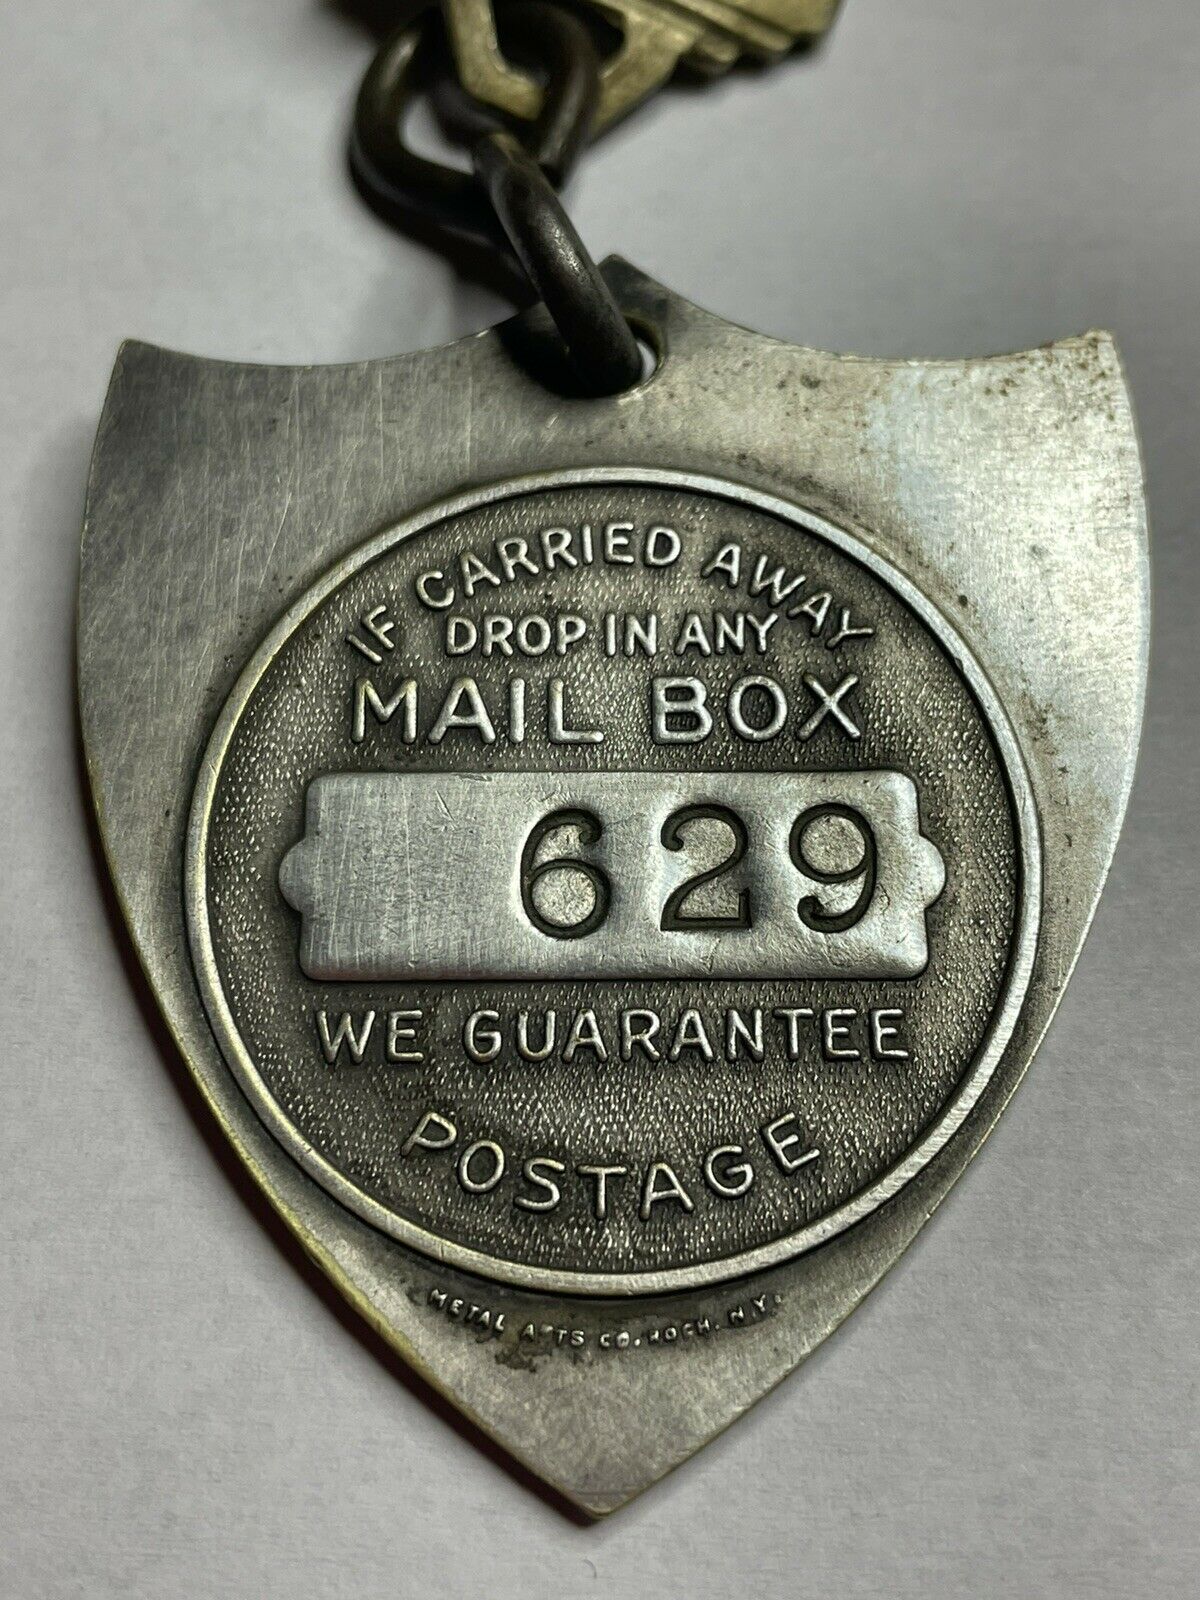 IF CARRIED AWAY
DROP IN ANY
MAIL BOX
629
WE GUARANTEE
POSTAGE
METAL ARTS CO. ROCH. N.Y.